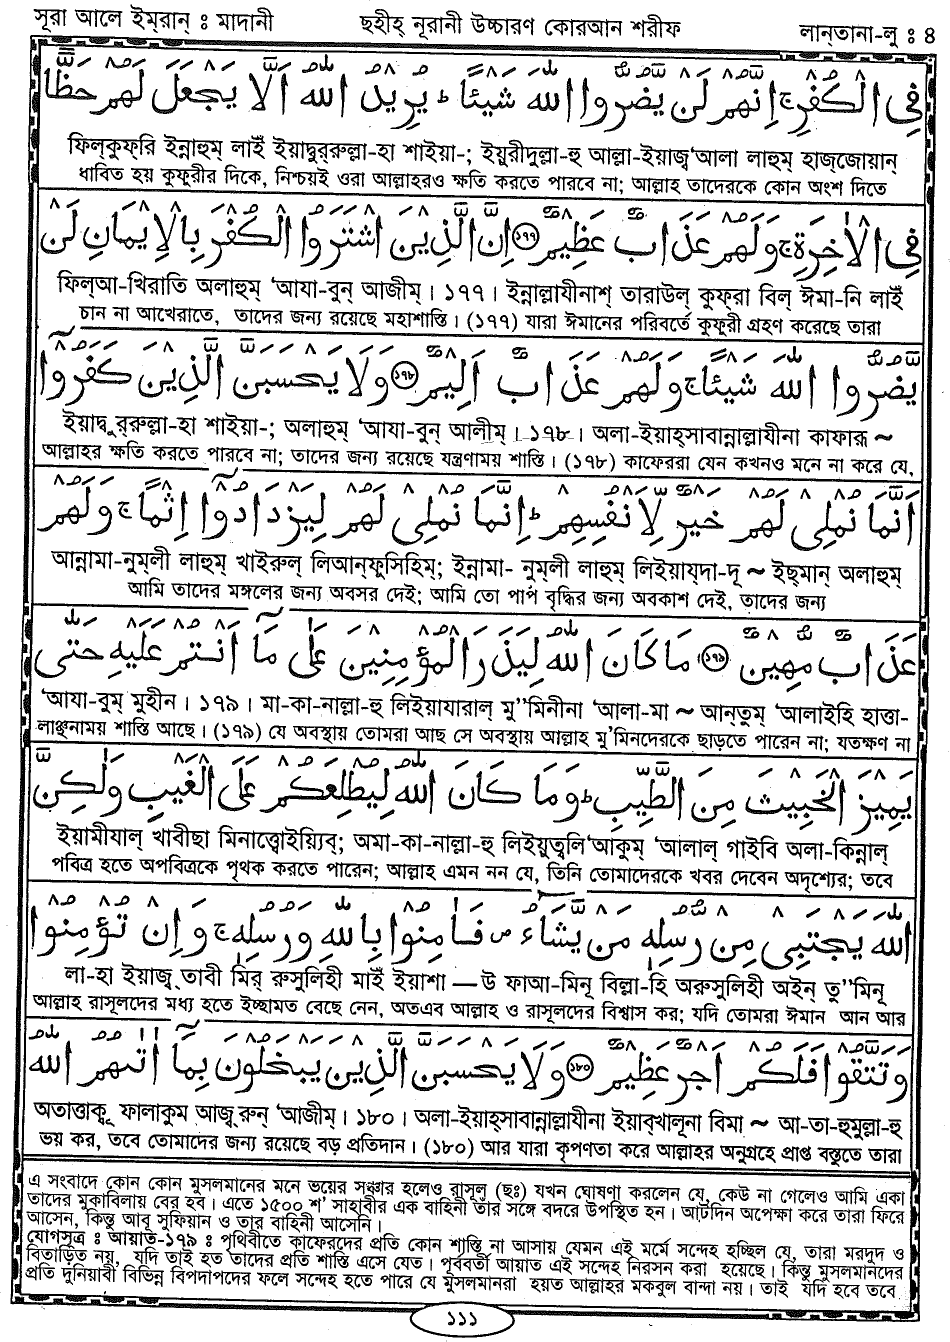 সূরা আলে ইম্‌রান্ : মাদানী ছহীহ্ নূরানী উচ্চারণ কোরআন শরীফ লান্‌তানা-লু : ৪
فِي الْكُفْرِ ۚ إِنَّهُمْ لَنْ يَضُرُّوا اللَّهَ شَيْئًا ۗ يُرِيدُ اللَّهُ أَلَّا يَجْعَلَ لَهُمْ حَظًّا
ফিল্‌কুফ্‌রি ইন্নাহুম্ লাইঁ ইয়াদ্বুর্‌রুল্লা-হা শাইয়া-; ইয়ুরীদুল্লা-হু আল্লা-ইয়াজ্ব্‌'আলা লাহুম্ হাজ্‌জোয়ান্
ধাবিত হয় কুফূরীর দিকে, নিশ্চয়ই ওরা আল্লাহরও ক্ষতি করতে পারবে না; আল্লাহ তাদেরকে কোন অংশ দিতে
فِي الْآخِرَةِ ۚ وَلَهُمْ عَذَابٌ عَظِيمٌ ﴿١٧٧﴾ إِنَّ الَّذِينَ اشْتَرَوُا الْكُفْرَ بِالْإِيمَانِ لَنْ
ফিল্‌আ-খিরাতি অলাহুম্ 'আযা-বুন্ আজীম্। ১৭৭। ইন্নাল্লাযীনাশ্ তারাউল্ কুফ্‌রা বিল্ ঈমা-নি লাইঁ
চান না আখেরাতে, তাদের জন্য রয়েছে মহাশাস্তি। (১৭৭) যারা ঈমানের পরিবর্তে কুফুরী গ্রহণ করেছে তারা
يَضُرُّوا اللَّهَ شَيْئًا ۚ وَلَهُمْ عَذَابٌ أَلِيمٌ ﴿١٧٨﴾ وَلَا يَحْسَبَنَّ الَّذِينَ كَفَرُوا
ইয়াদ্বুর্‌রুল্লা-হা শাইয়া-; অলাহুম্ 'আযা-বুন্ আলীম্। ১৭৮। অলা-ইয়াহ্‌সাবান্নাল্লাযীনা কাফারূ ~
আল্লাহর ক্ষতি করতে পারবে না; তাদের জন্য রয়েছে যন্ত্রণাময় শাস্তি। (১৭৮) কাফেররা যেন কখনও মনে না করে যে,
أَنَّمَا نُمْلِي لَهُمْ خَيْرٌ لِأَنْفُسِهِمْ ۚ إِنَّمَا نُمْلِي لَهُمْ لِيَزْدَادُوا إِثْمًا ۚ وَلَهُمْ
আন্নামা-নুম্‌লী লাহুম্ খাইরুল্ লিআন্‌ফুসিহিম্; ইন্নামা- নুম্‌লী লাহুম্ লিইয়ায্‌দা-দূ ~ ইছ্‌মান্ অলাহুম্
আমি তাদের মঙ্গলের জন্য অবসর দেই; আমি তো পাপ বৃদ্ধির জন্য অবকাশ দেই, তাদের জন্য
عَذَابٌ مُهِينٌ ﴿١٧٩﴾ مَا كَانَ اللَّهُ لِيَذَرَ الْمُؤْمِنِينَ عَلَى مَا أَنْتُمْ عَلَيْهِ حَتَّى
'আযা-বুম্ মুহীন। ১৭৯। মা-কা-নাল্লা-হু লিইয়াযারাল্ মু"মিনীনা 'আলা-মা ~ আন্‌তুম্ 'আলাইহি হাত্তা-
লাঞ্ছনাময় শাস্তি আছে। (১৭৯) যে অবস্থায় তোমরা আছ সে অবস্থায় আল্লাহ মু'মিনদেরকে ছাড়তে পারেন না; যতক্ষণ না
يَمِيزَ الْخَبِيثَ مِنَ الطَّيِّبِ ۗ وَمَا كَانَ اللَّهُ لِيُطْلِعَكُمْ عَلَى الْغَيْبِ وَلَكِنَّ
ইয়ামীযাল্ খাবীছা মিনাত্ত্বোইয়্যিব্; অমা-কা-নাল্লা-হু লিইয়ুত্বলি'আকুম্ 'আলাল্ গাইবি অলা-কিন্নাল্
পবিত্র হতে অপবিত্রকে পৃথক করতে পারেন; আল্লাহ এমন নন যে, তিনি তোমাদেরকে খবর দেবেন অদৃশ্যের; তবে
اللَّهَ يَجْتَبِي مِنْ رُسُلِهِ مَنْ يَشَاءُ ۖ فَآمِنُوا بِاللَّهِ وَرُسُلِهِ ۚ وَإِنْ تُؤْمِنُوا
লা-হা ইয়াজ্ব্ তাবী মির্ রুসুলিহী মাইঁ ইয়াশা — উ ফাআ-মিনূ বিল্লা-হি অরুসুলিহী অইন্ তু"মিনূ
আল্লাহ রাসূলদের মধ্য হতে ইচ্ছামত বেছে নেন, অতএব আল্লাহ ও রাসূলদের বিশ্বাস কর; যদি তোমরা ঈমান আন আর
وَتَتَّقُوا فَلَكُمْ أَجْرٌ عَظِيمٌ ﴿١٨٠﴾ وَلَا يَحْسَبَنَّ الَّذِينَ يَبْخَلُونَ بِمَا آتَاهُمُ اللَّهُ
অতাত্তাকূ ফালাকুম আজ্ব্‌রুন্ 'আজীম্। ১৮০। অলা-ইয়াহ্‌সাবান্নাল্লাযীনা ইয়াব্‌খালূনা বিমা ~ আ-তা-হুমুল্লা-হু
ভয় কর, তবে তোমাদের জন্য রয়েছে বড় প্রতিদান। (১৮০) আর যারা কৃপণতা করে আল্লাহর অনুগ্রহে প্রাপ্ত বস্তুতে তারা
এ সংবাদে কোন কোন মুসলমানের মনে ভয়ের সঞ্চার হলেও রাসূল (ছঃ) যখন ঘোষণা করলেন যে, কেউ না গেলেও আমি একা
তাদের মুকাবিলায় বের হব। এতে ১৫০০ শ' সাহাবীর এক বাহিনী তাঁর সঙ্গে বদরে উপস্থিত হন। আটদিন অপেক্ষা করে তারা ফিরে
আসেন, কিন্তু আবূ সুফিয়ান ও তার বাহিনী আসেনি।
যোগসূত্র : আয়াত-১৭৯ : পৃথিবীতে কাফেরদের প্রতি কোন শাস্তি না আসায় যেমন এই মর্মে সন্দেহ হচ্ছিল যে, তারা মরদুদ ও
বিতাড়িত নয়, যদি তাই হত তাদের প্রতি শাস্তি এসে যেত। পূর্ববর্তী আয়াত এই সন্দেহ নিরসন করা হয়েছে। কিন্তু মুসলমানদের
প্রতি দুনিয়াবী বিভিন্ন বিপদাপদের ফলে সন্দেহ হতে পারে যে মুসলমানরা হয়ত আল্লাহর মকবুল বান্দা নয়। তাই যদি হবে তবে
১১১